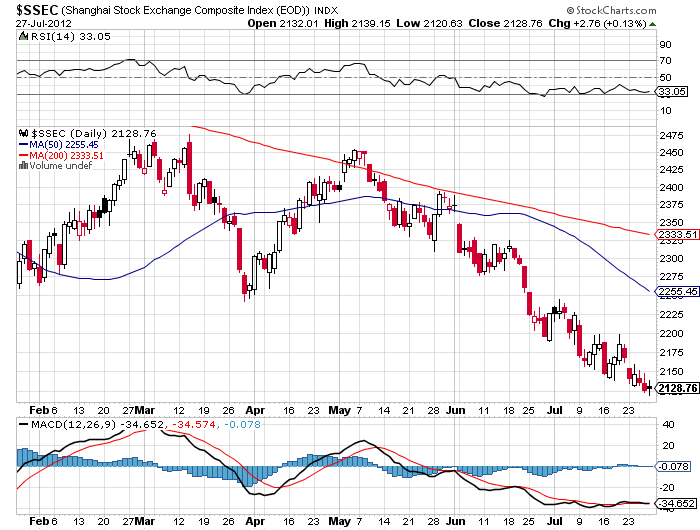 $SSEC (Shanghai Stock Exchange Composite Index (EOD)) INDX © StockCharts.com
27-Jul-2012 Open 2132.01 High 2139.15 Low 2120.63 Close 2128.76 Chg +2.76 (+0.13%)
RSI(14) 33.05
90
70
50
33.05
30
10
$SSEC (Daily) 2128.76
MA(50) 2255.45
MA(200) 2333.51
Volume undef
2475
2450
2425
2400
2375
2350
2333.51
2325
2300
2275
2255.45
2250
2225
2200
2175
2150
2128.76
Feb 6 13 20 27 Mar 12 19 26 Apr 16 23 May 7 14 21 28 Jun 11 18 25 Jul 9 16 23
MACD(12,26,9) -34.652, -34.574, -0.078
40
20
-0.078
-20
-34.652
-40
Feb 6 13 20 27 Mar 12 19 26 Apr 16 23 May 7 14 21 28 Jun 11 18 25 Jul 9 16 23